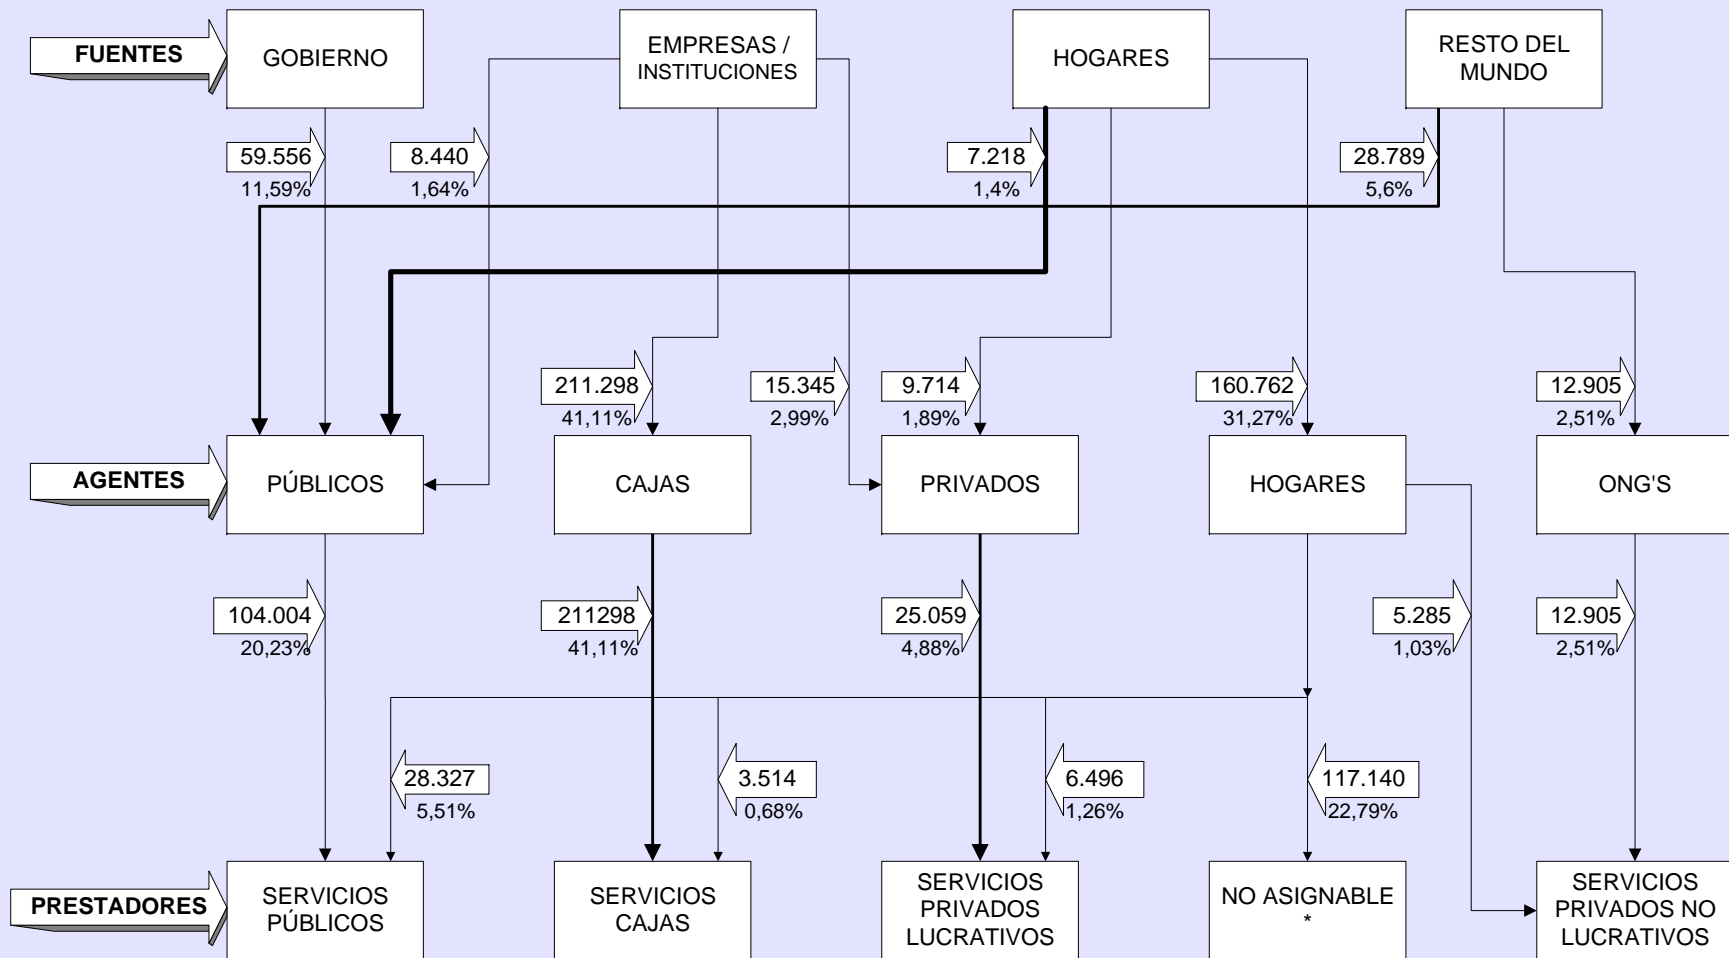 FUENTES
GOBIERNO
EMPRESAS /
INSTITUCIONES
HOGARES
RESTO DEL
MUNDO
59.556
11,59%
8.440
1,64%
7.218
1,4%
28.789
5,6%
211.298
41,11%
15.345
2,99%
9.714
1,89%
160.762
31,27%
12.905
2,51%
AGENTES
PÚBLICOS
CAJAS
PRIVADOS
HOGARES
ONG'S
104.004
20,23%
211298
41,11%
25.059
4,88%
5.285
1,03%
12.905
2,51%
28.327
5,51%
3.514
0,68%
6.496
1,26%
117.140
22,79%
PRESTADORES
SERVICIOS
PÚBLICOS
SERVICIOS
CAJAS
SERVICIOS
PRIVADOS
LUCRATIVOS
NO ASIGNABLE
*
SERVICIOS
PRIVADOS NO
LUCRATIVOS